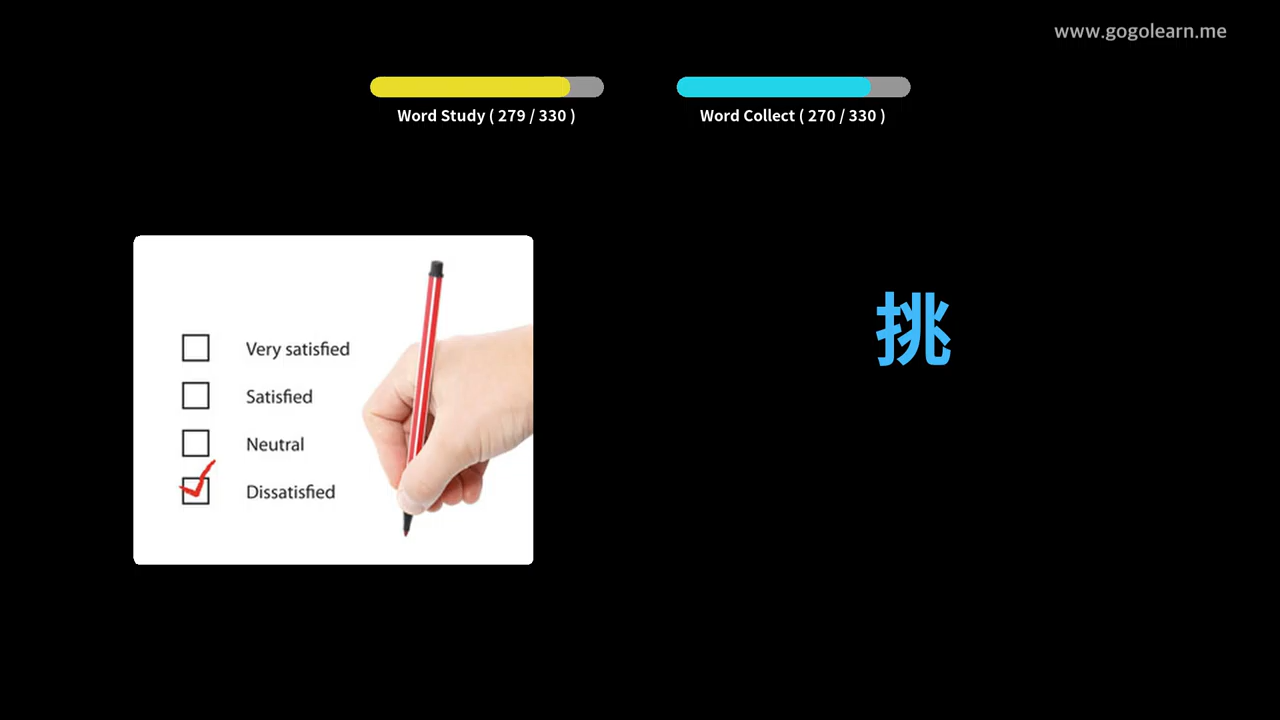 www.gogolearn.me
Word Study ( 279 / 330 )
Word Collect ( 270 / 330 )
Very satisfied
Satisfied
Neutral
Dissatisfied
挑